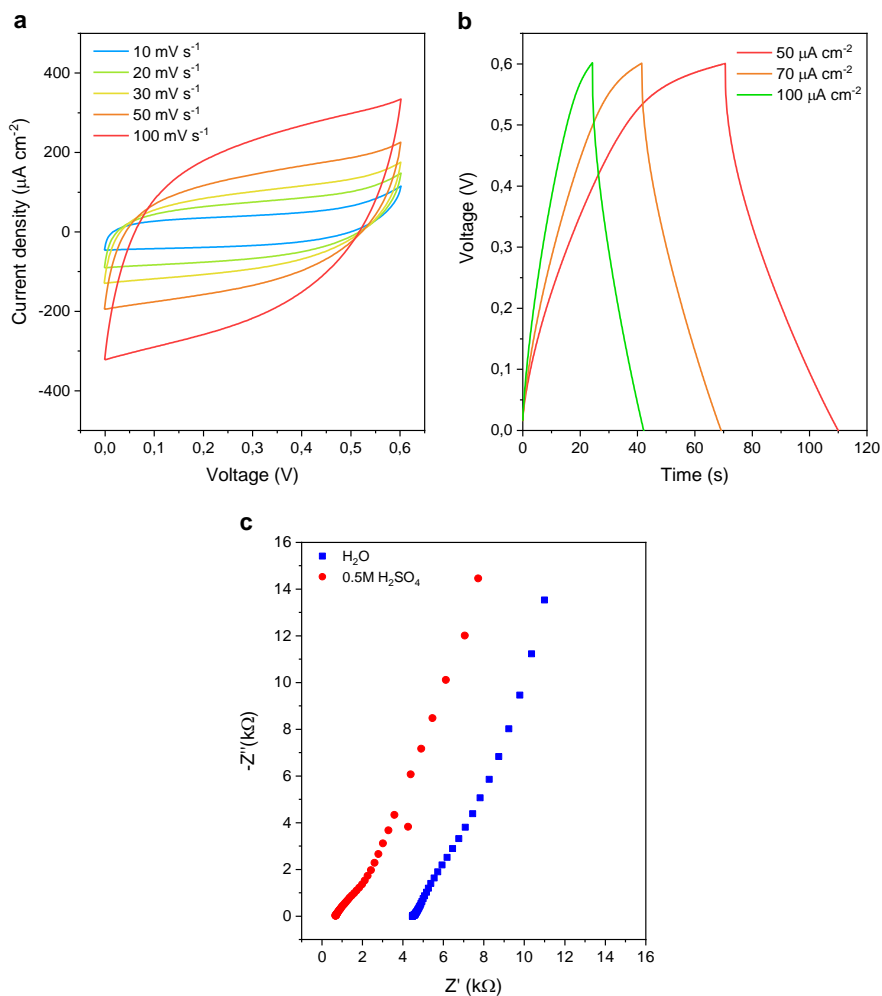 a
10 mV s⁻¹
20 mV s⁻¹
30 mV s⁻¹
50 mV s⁻¹
100 mV s⁻¹
400
200
0
-200
-400
Current density (μA cm⁻²)
0,0 0,1 0,2 0,3 0,4 0,5 0,6
Voltage (V)
b
50 μA cm⁻²
70 μA cm⁻²
100 μA cm⁻²
0,6
0,5
0,4
0,3
0,2
0,1
0,0
Voltage (V)
0 20 40 60 80 100 120
Time (s)
c
H₂O
0.5M H₂SO₄
16
14
12
10
8
6
4
2
0
-Z''(kΩ)
0 2 4 6 8 10 12 14 16
Z' (kΩ)